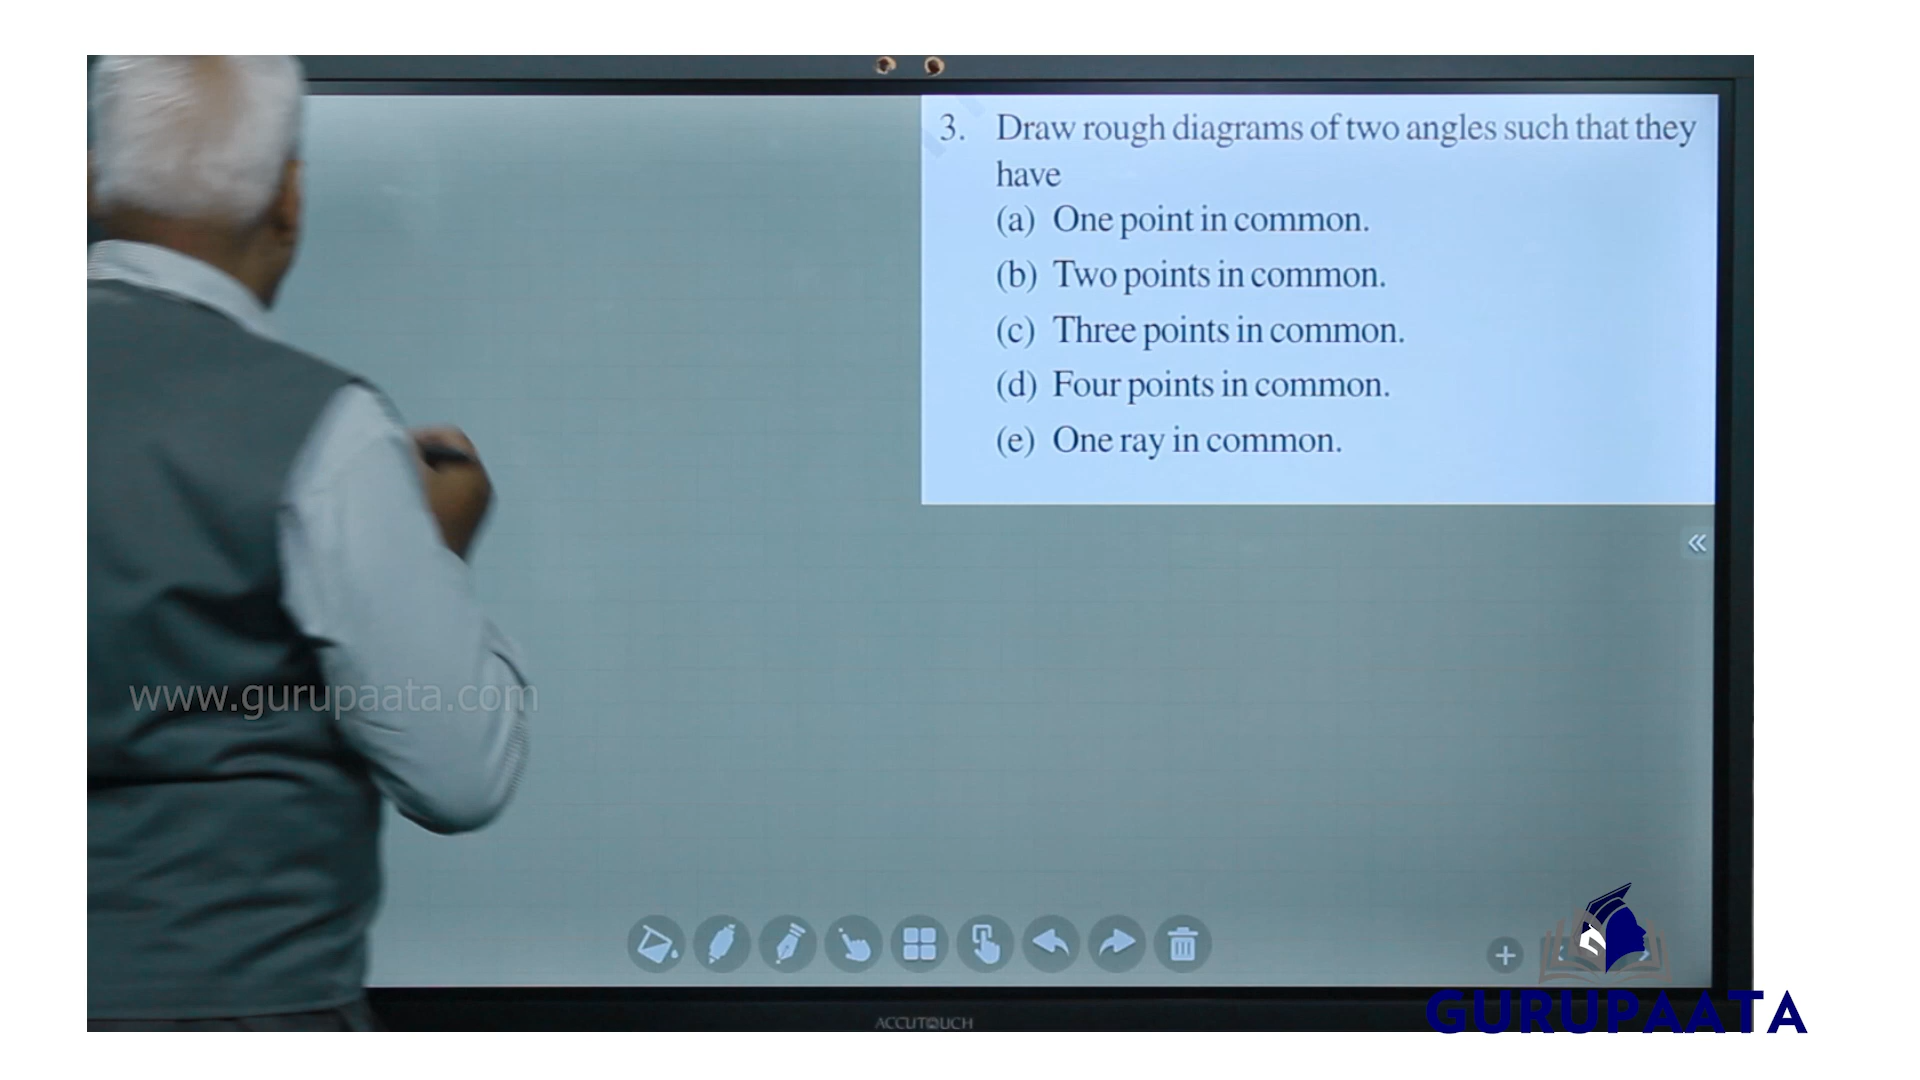 3. Draw rough diagrams of two angles such that they
have
(a) One point in common.
(b) Two points in common.
(c) Three points in common.
(d) Four points in common.
(e) One ray in common.
www.gurupaata.com
ACCUTOUCH
GURUPAATA